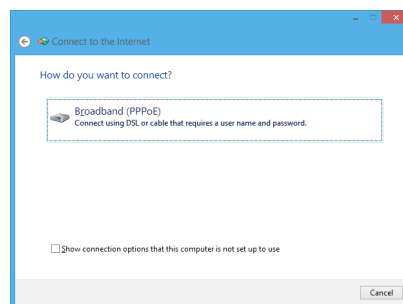 Connect to the Internet
How do you want to connect?
Broadband (PPPoE)
Connect using DSL or cable that requires a user name and password.
Show connection options that this computer is not set up to use
Cancel